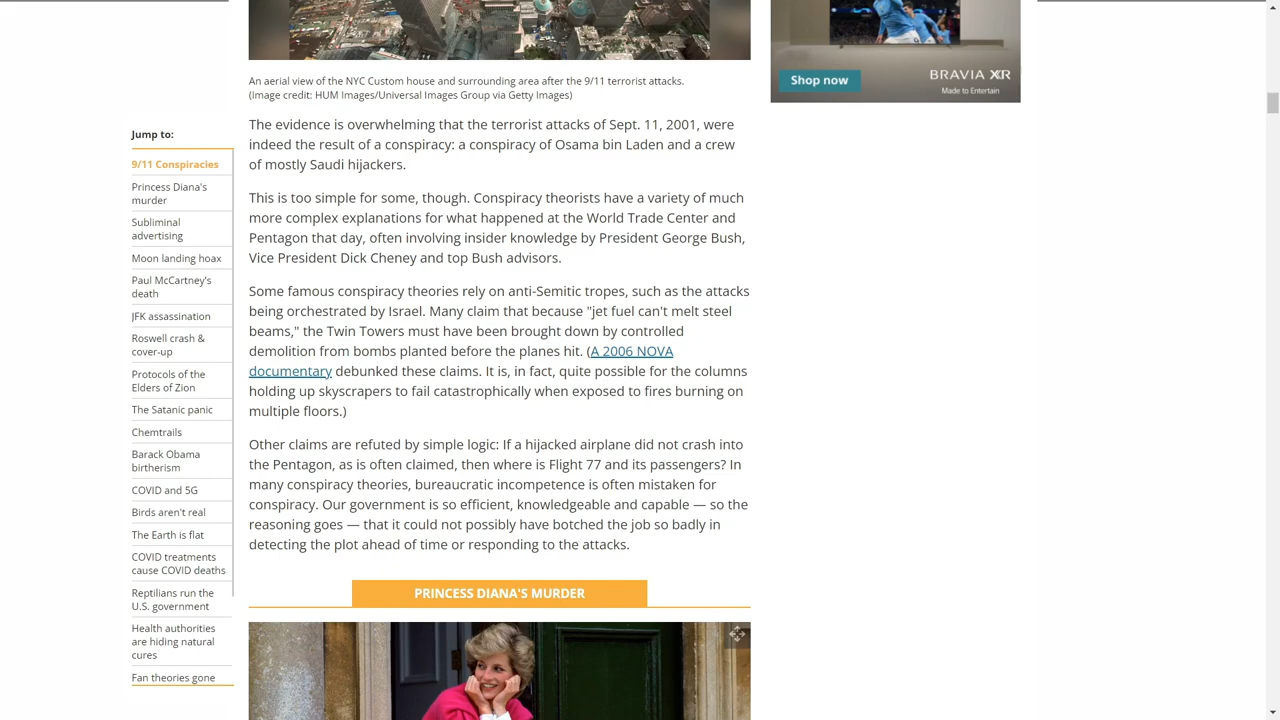 Shop now
BRAVIA XR
Made to Entertain
An aerial view of the NYC Custom house and surrounding area after the 9/11 terrorist attacks.
(Image credit: HUM Images/Universal Images Group via Getty Images)
Jump to:
9/11 Conspiracies
Princess Diana's
murder
Subliminal
advertising
Moon landing hoax
Paul McCartney's
death
JFK assassination
Roswell crash &
cover-up
Protocols of the
Elders of Zion
The Satanic panic
Chemtrails
Barack Obama
birtherism
COVID and 5G
Birds aren't real
The Earth is flat
COVID treatments
cause COVID deaths
Reptilians run the
U.S. government
Health authorities
are hiding natural
cures
Fan theories gone
The evidence is overwhelming that the terrorist attacks of Sept. 11, 2001, were
indeed the result of a conspiracy: a conspiracy of Osama bin Laden and a crew
of mostly Saudi hijackers.
This is too simple for some, though. Conspiracy theorists have a variety of much
more complex explanations for what happened at the World Trade Center and
Pentagon that day, often involving insider knowledge by President George Bush,
Vice President Dick Cheney and top Bush advisors.
Some famous conspiracy theories rely on anti-Semitic tropes, such as the attacks
being orchestrated by Israel. Many claim that because "jet fuel can't melt steel
beams," the Twin Towers must have been brought down by controlled
demolition from bombs planted before the planes hit. (A 2006 NOVA
documentary debunked these claims. It is, in fact, quite possible for the columns
holding up skyscrapers to fail catastrophically when exposed to fires burning on
multiple floors.)
Other claims are refuted by simple logic: If a hijacked airplane did not crash into
the Pentagon, as is often claimed, then where is Flight 77 and its passengers? In
many conspiracy theories, bureaucratic incompetence is often mistaken for
conspiracy. Our government is so efficient, knowledgeable and capable — so the
reasoning goes — that it could not possibly have botched the job so badly in
detecting the plot ahead of time or responding to the attacks.
PRINCESS DIANA'S MURDER